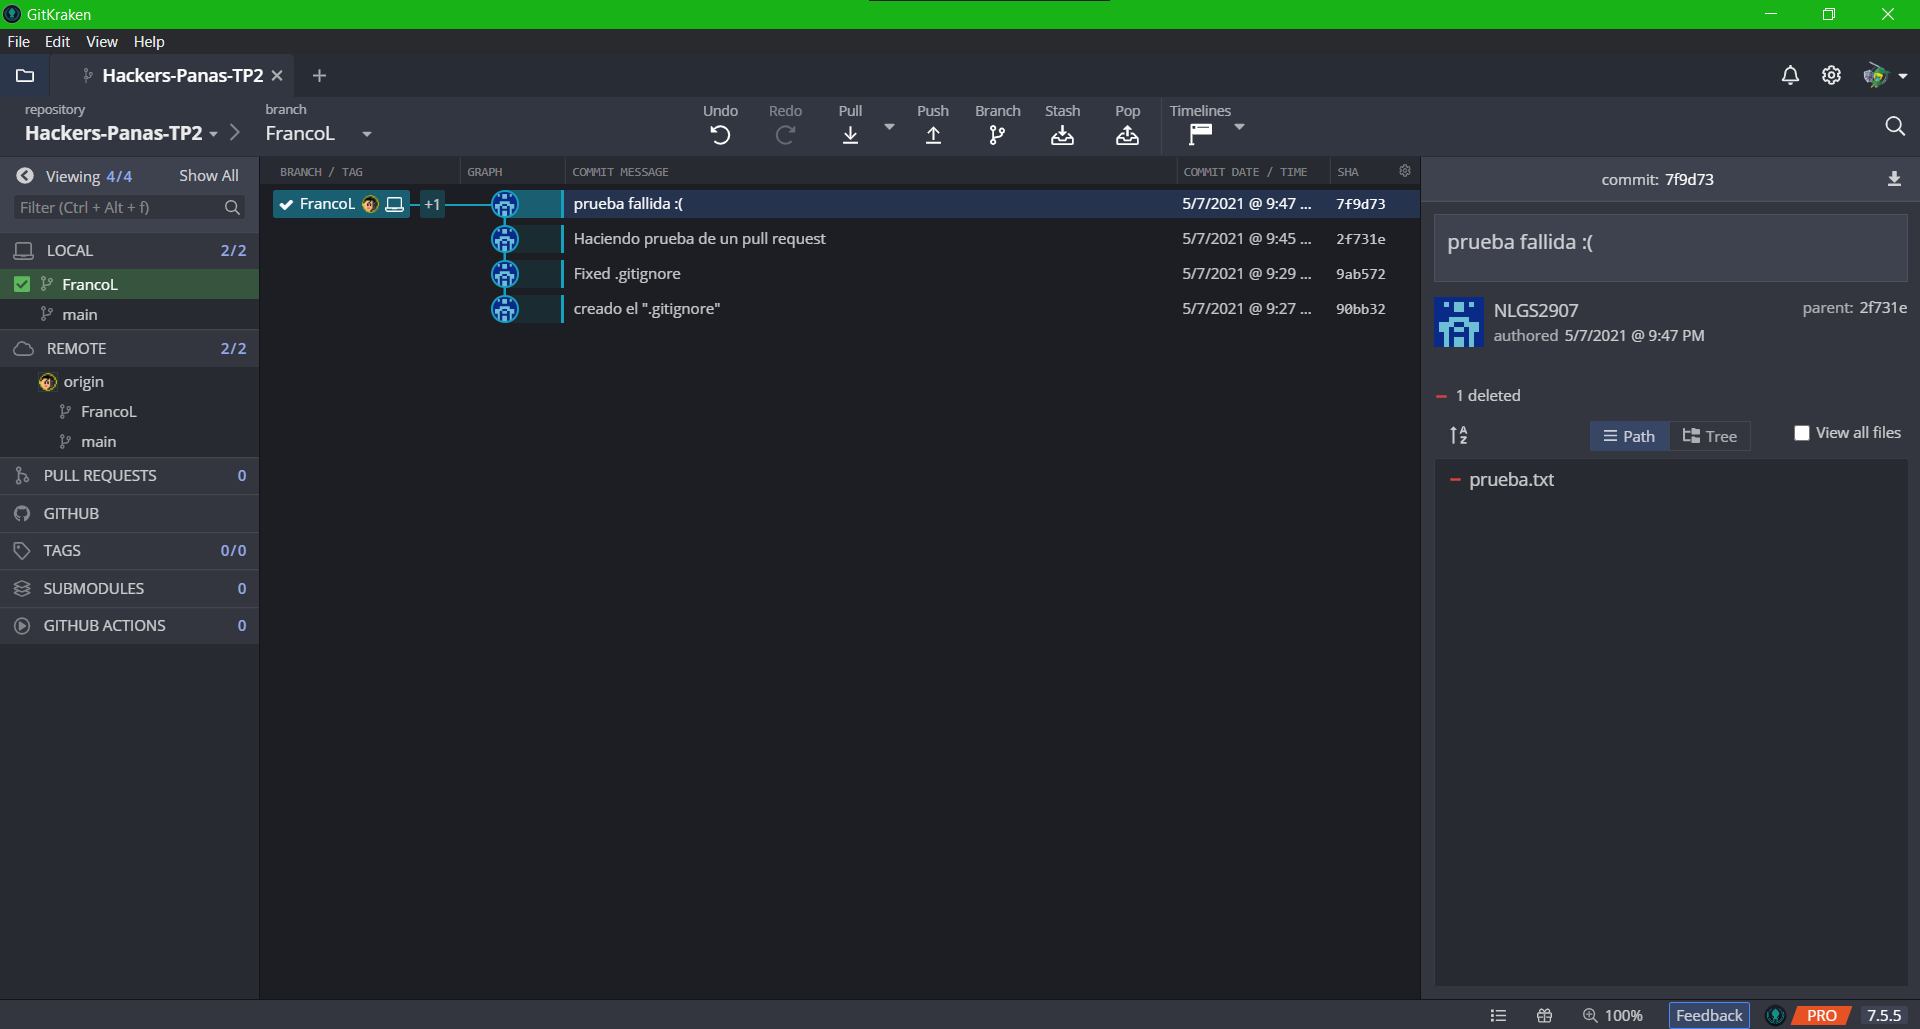 GitKraken
File Edit View Help
Hackers-Panas-TP2
repository
Hackers-Panas-TP2
branch
FrancoL
Undo Redo Pull Push Branch Stash Pop Timelines
Viewing 4/4 Show All
Filter (Ctrl + Alt + f)
LOCAL 2/2
FrancoL
main
REMOTE 2/2
origin
FrancoL
main
PULL REQUESTS 0
GITHUB
TAGS 0/0
SUBMODULES 0
GITHUB ACTIONS 0
BRANCH / TAG GRAPH COMMIT MESSAGE COMMIT DATE / TIME SHA
FrancoL +1 prueba fallida :( 5/7/2021 @ 9:47 ... 7f9d73
Haciendo prueba de un pull request 5/7/2021 @ 9:45 ... 2f731e
Fixed .gitignore 5/7/2021 @ 9:29 ... 9ab572
creado el ".gitignore" 5/7/2021 @ 9:27 ... 90bb32
commit: 7f9d73
prueba fallida :(
NLGS2907 parent: 2f731e
authored 5/7/2021 @ 9:47 PM
1 deleted
Path Tree View all files
prueba.txt
100% Feedback PRO 7.5.5